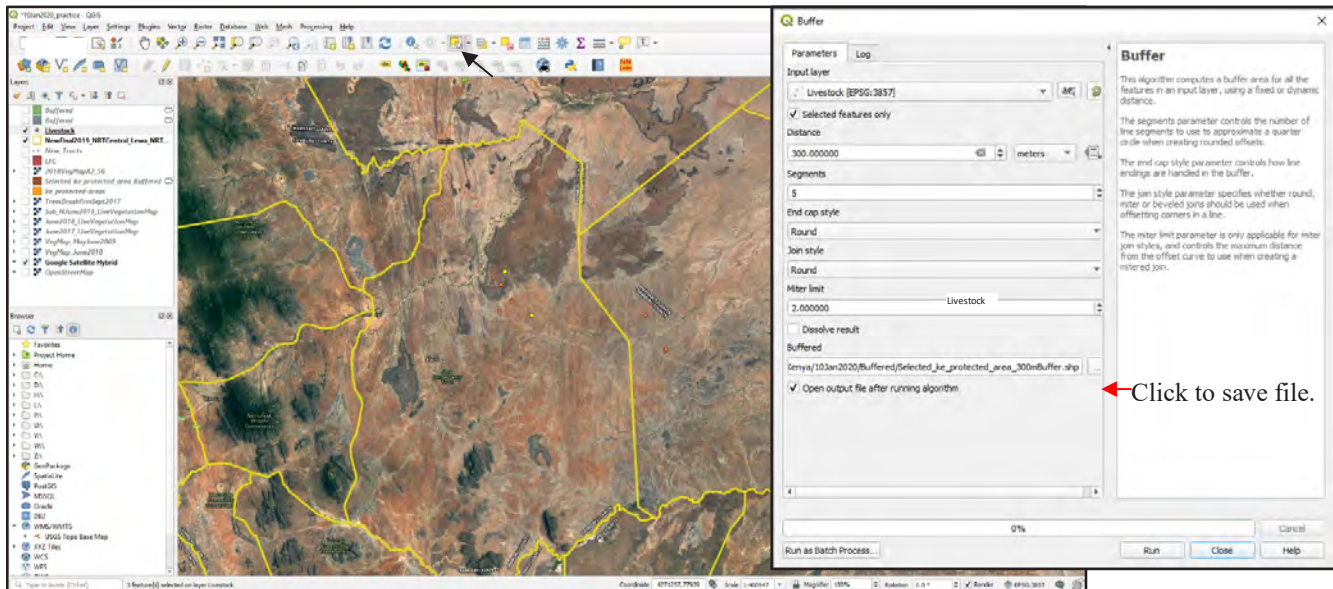 *10Jan2020_practice - QGIS
Project Edit View Layer Settings Plugins Vector Raster Database Web Mesh Processing Help
Layers
Buffered
Buffered
Livestock
NewFinal2019_NRTCentral_Lewa_NRT...
New_Tracts
LPC
2018VegMapK2_S6
Selected ke_protected_area Buffered
ke_protected-areas
June2018_LiveVegetationMap
June2017_LiveVegetationMap
VegMap_MayJune2009
VegMap_June2010
Google Satellite Hybrid
OpenStreetMap
Browser
Favorites
Project Home
Home
C:\
D:\
H:\
L:\
P:\
U:\
V:\
W:\
Z:\
GeoPackage
SpatiaLite
PostGIS
MSSQL
Oracle
DB2
WMS/WMTS
USGS Topo Base Map
XYZ Tiles
WCS
WFS
Type to locate (Ctrl+K)
3 feature(s) selected on layer Livestock.
Coordinate
Scale
Magnifier 100%
Rotation 0.0 °
Render
EPSG:3857
Buffer
Parameters
Log
Input layer
Livestock [EPSG:3857]
Selected features only
Distance
300.000000
meters
Segments
5
End cap style
Round
Join style
Round
Miter limit
2.000000
Livestock
Dissolve result
Buffered
Kenya/10Jan2020/Buffered/Selected_ke_protected_area_300mBuffer.shp
...
Open output file after running algorithm
0%
Cancel
Run as Batch Process...
Run
Close
Help
Buffer
This algorithm computes a buffer area for all the
features in an input layer, using a fixed or dynamic
distance.
The segments parameter controls the number of
line segments to use to approximate a quarter
circle when creating rounded offsets.
The end cap style parameter controls how line
endings are handled in the buffer.
The join style parameter specifies whether round,
miter or beveled joins should be used when
offsetting corners in a line.
The miter limit parameter is only applicable for miter
join styles, and controls the maximum distance
from the offset curve to use when creating a
mitered join.
Click to save file.